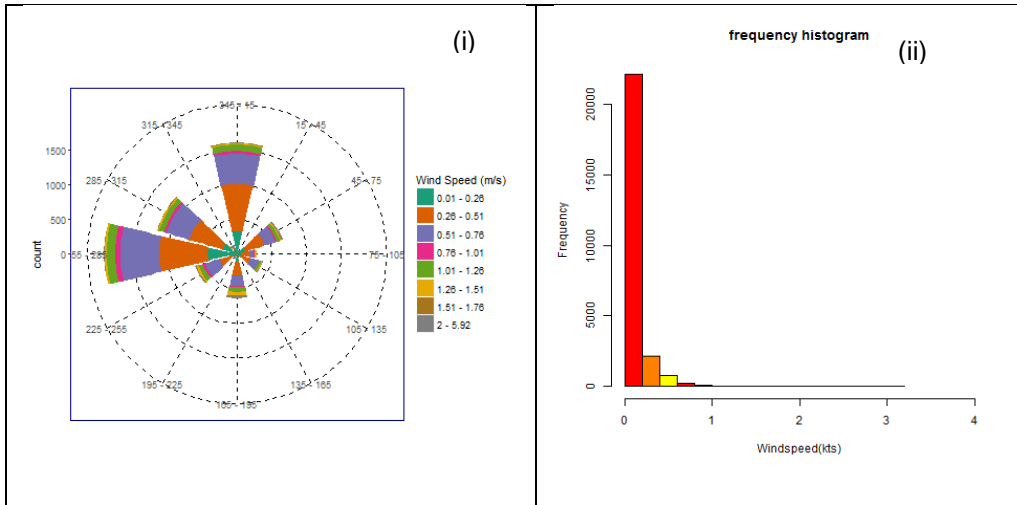 (i)
345 - 15
315 - 345
15 - 45
1500
285 - 315
45 - 75
1000
500
count
0
255 - 285
75 - 105
225 - 255
105 - 135
195 - 225
135 - 165
165 - 195
Wind Speed (m/s)
0.01 - 0.26
0.26 - 0.51
0.51 - 0.76
0.76 - 1.01
1.01 - 1.26
1.26 - 1.51
1.51 - 1.76
2 - 5.92
frequency histogram
(ii)
Frequency
20000
15000
10000
5000
0
0 1 2 3 4
Windspeed(kts)